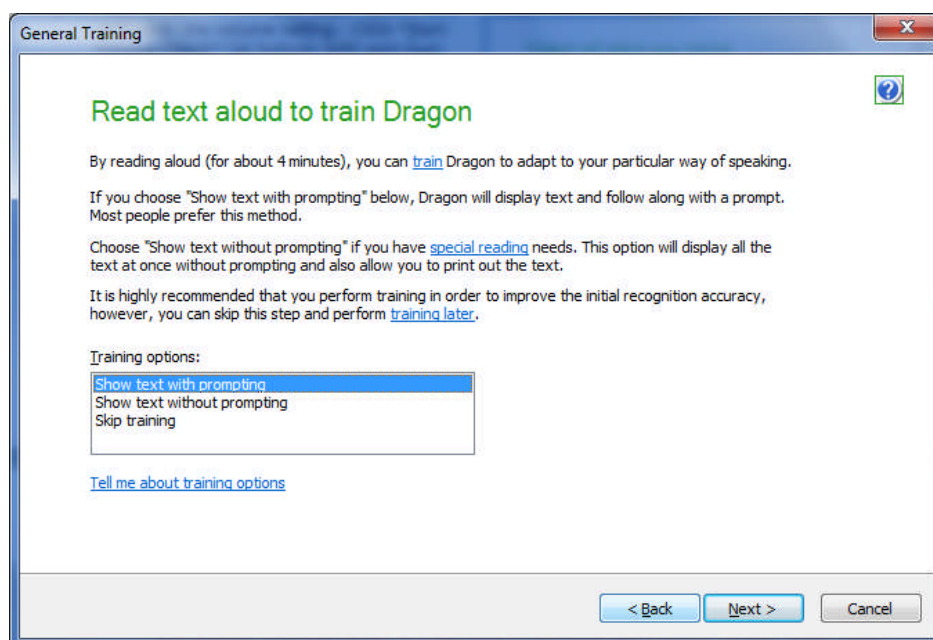 General Training
Read text aloud to train Dragon
By reading aloud (for about 4 minutes), you can train Dragon to adapt to your particular way of speaking.
If you choose "Show text with prompting" below, Dragon will display text and follow along with a prompt.
Most people prefer this method.
Choose "Show text without prompting" if you have special reading needs. This option will display all the
text at once without prompting and also allow you to print out the text.
It is highly recommended that you perform training in order to improve the initial recognition accuracy,
however, you can skip this step and perform training later.
Training options:
Show text with prompting
Show text without prompting
Skip training
Tell me about training options
< Back Next > Cancel